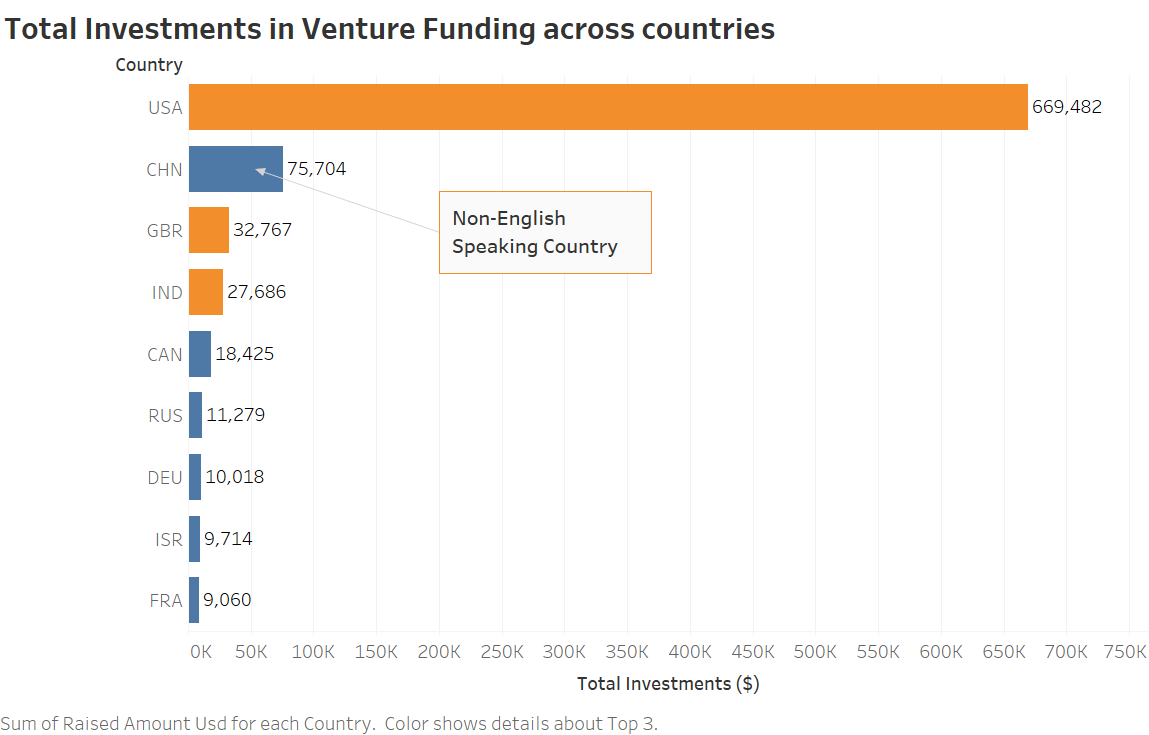 Total Investments in Venture Funding across countries
Country
USA 669,482
CHN 75,704
Non-English
Speaking Country
GBR 32,767
IND 27,686
CAN 18,425
RUS 11,279
DEU 10,018
ISR 9,714
FRA 9,060
0K 50K 100K 150K 200K 250K 300K 350K 400K 450K 500K 550K 600K 650K 700K 750K
Total Investments ($)
Sum of Raised Amount Usd for each Country. Color shows details about Top 3.